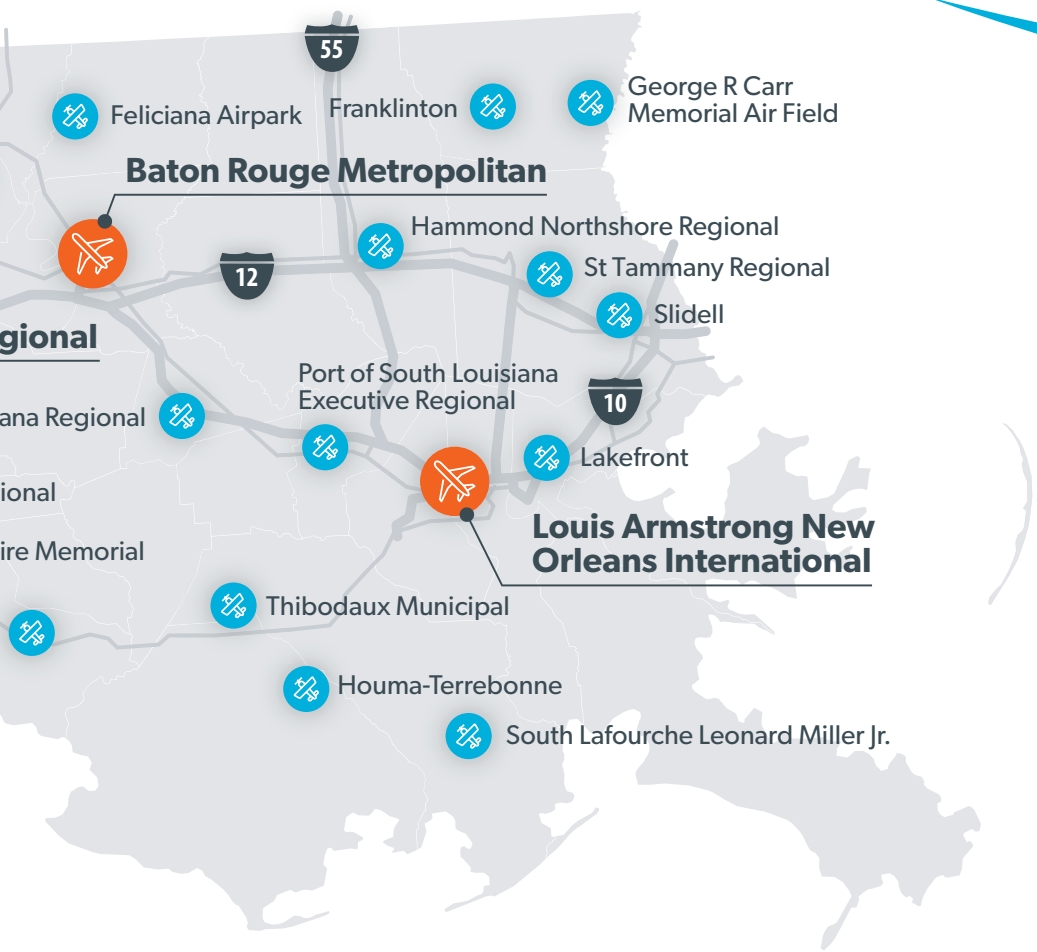 55
Feliciana Airpark
Franklinton
George R Carr
Memorial Air Field
Baton Rouge Metropolitan
Hammond Northshore Regional
12
St Tammany Regional
Slidell
gional
Port of South Louisiana
Executive Regional
10
ana Regional
Lakefront
ional
Louis Armstrong New
Orleans International
ire Memorial
Thibodaux Municipal
Houma-Terrebonne
South Lafourche Leonard Miller Jr.